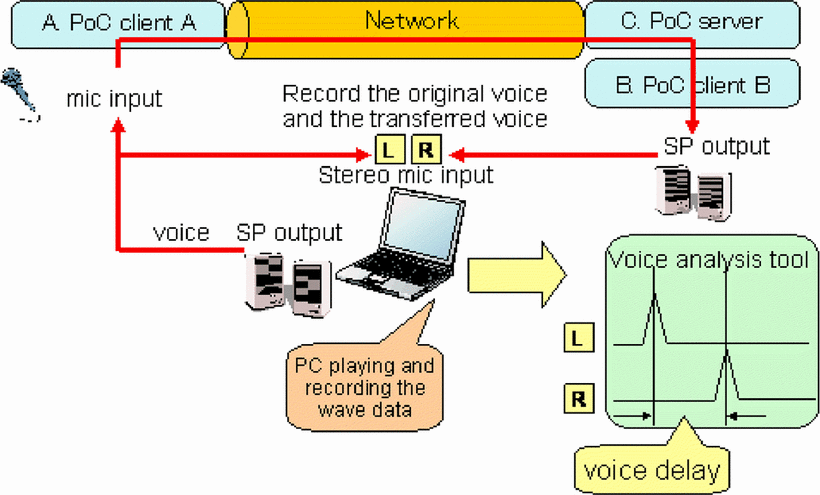 A. PoC client A
Network
C. PoC server
B. PoC client B
mic input
Record the original voice
and the transferred voice
L R
Stereo mic input
SP output
voice
SP output
Voice analysis tool
L
R
PC playing and
recording the
wave data
voice delay